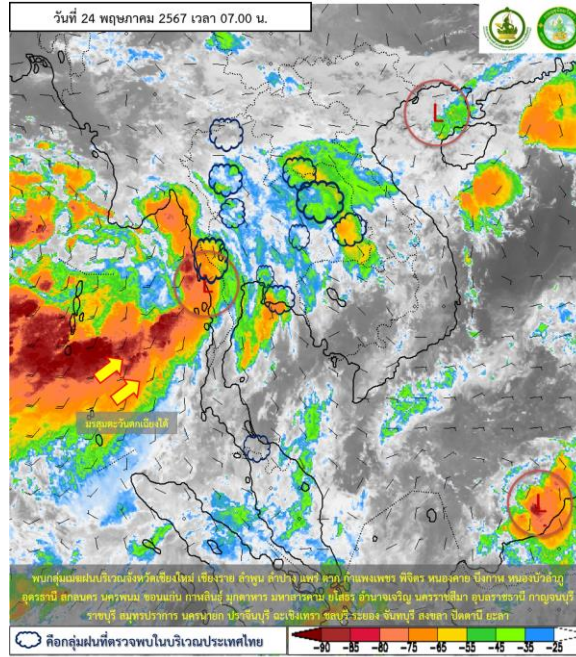 วันที่ 24 พฤษภาคม 2567 เวลา 07.00 น.
L
L
มรสุมตะวันตกเฉียงใต้
L
พบกลุ่มเมฆฝนบริเวณจังหวัดเชียงใหม่ เชียงราย ลำพูน ลำปาง แพร่ ตาก กำแพงเพชร พิจิตร หนองคาย บึงกาฬ หนองบัวลำภู
อุดรธานี สกลนคร นครพนม ขอนแก่น กาฬสินธุ์ มุกดาหาร มหาสารคาม ยโสธร อำนาจเจริญ นครราชสีมา อุบลราชธานี กาญจนบุรี
ราชบุรี สมุทรปราการ นครนายก ปราจีนบุรี ฉะเชิงเทรา ชลบุรี ระยอง จันทบุรี สงขลา ปัตตานี ยะลา
คือกลุ่มฝนที่ตรวจพบในบริเวณประเทศไทย
-90 -85 -80 -70 -60 -55 -45 -35 -25